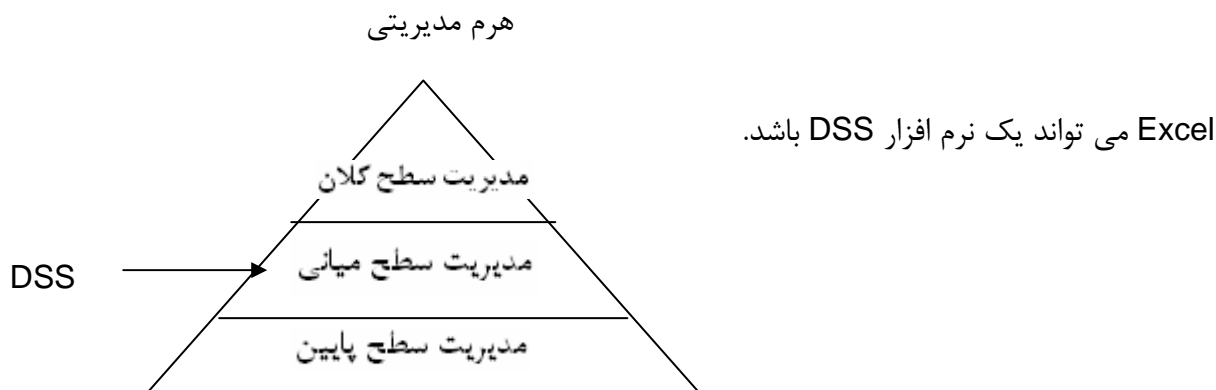 هرم مدیریتی
Excel می تواند یک نرم افزار DSS باشد.
مدیریت سطح کلان
مدیریت سطح میانی
DSS
مدیریت سطح پایین